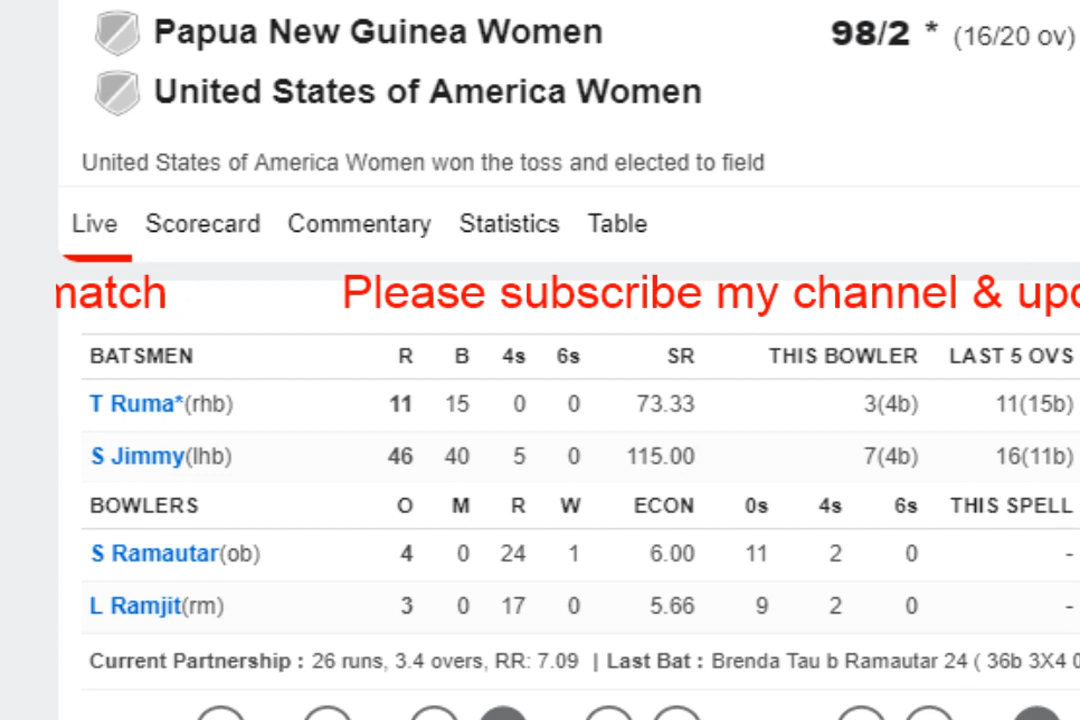 Papua New Guinea Women 98/2 * (16/20 ov)
United States of America Women
United States of America Women won the toss and elected to field
Live Scorecard Commentary Statistics Table
match Please subscribe my channel &
BATSMEN R B 4s 6s SR THIS BOWLER LAST 5 OVS
T Ruma*(rhb) 11 15 0 0 73.33 3(4b) 11(15b)
S Jimmy(lhb) 46 40 5 0 115.00 7(4b) 16(11b)
BOWLERS O M R W ECON 0s 4s 6s THIS SPELL
S Ramautar(ob) 4 0 24 1 6.00 11 2 0 -
L Ramjit(rm) 3 0 17 0 5.66 9 2 0 -
Current Partnership : 26 runs, 3.4 overs, RR: 7.09 | Last Bat : Brenda Tau b Ramautar 24 ( 36b 3X4 0